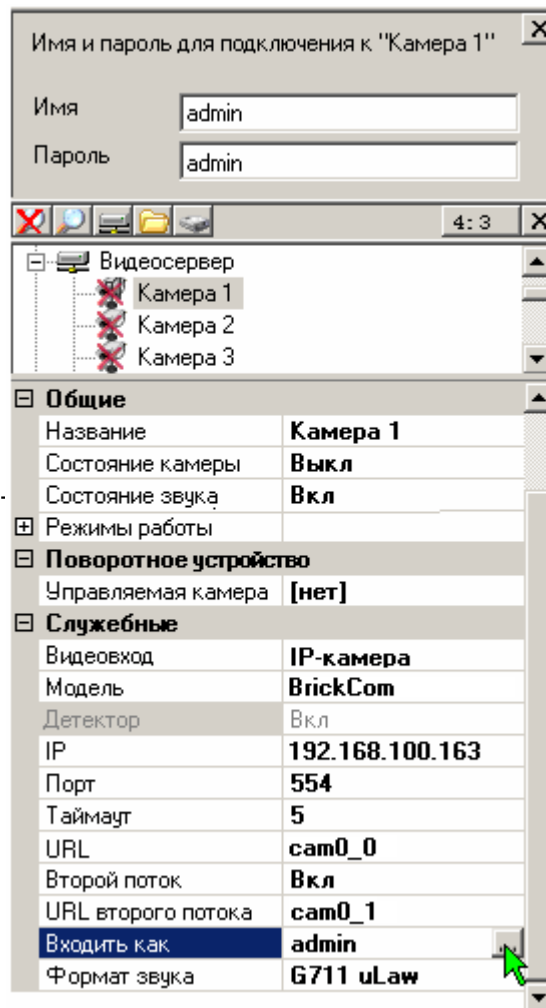 Имя и пароль для подключения к "Камера 1"
Имя admin
Пароль admin
4:3
Видеосервер
Камера 1
Камера 2
Камера 3
Общие
Название Камера 1
Состояние камеры Выкл
Состояние звука Вкл
Режимы работы
Поворотное устройство
Управляемая камера [нет]
Служебные
Видеовход IP-камера
Модель BrickCom
Детектор Вкл
IP 192.168.100.163
Порт 554
Таймаут 5
URL cam0_0
Второй поток Вкл
URL второго потока cam0_1
Входить как admin ...
Формат звука G711 uLaw